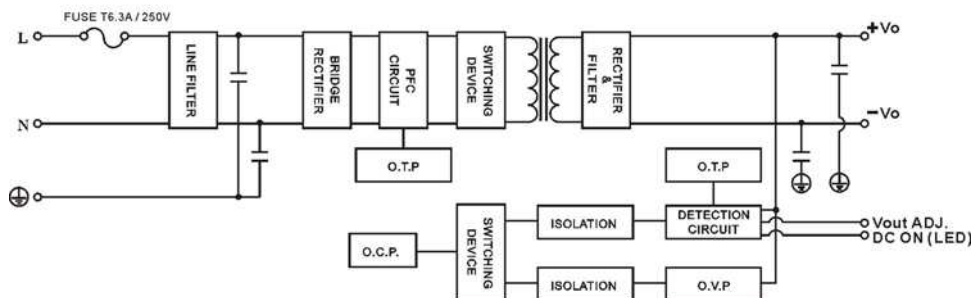 FUSE T6.3A / 250V
L
N
LINE FILTER
BRIDGE
RECTIFIER
PFC
CIRCUIT
SWITCHING
DEVICE
RECTIFIER
&
FILTER
+Vo
-Vo
O.T.P
O.T.P
O.C.P.
SWITCHING
DEVICE
ISOLATION
DETECTION
CIRCUIT
Vout ADJ.
DC ON (LED)
ISOLATION
O.V.P